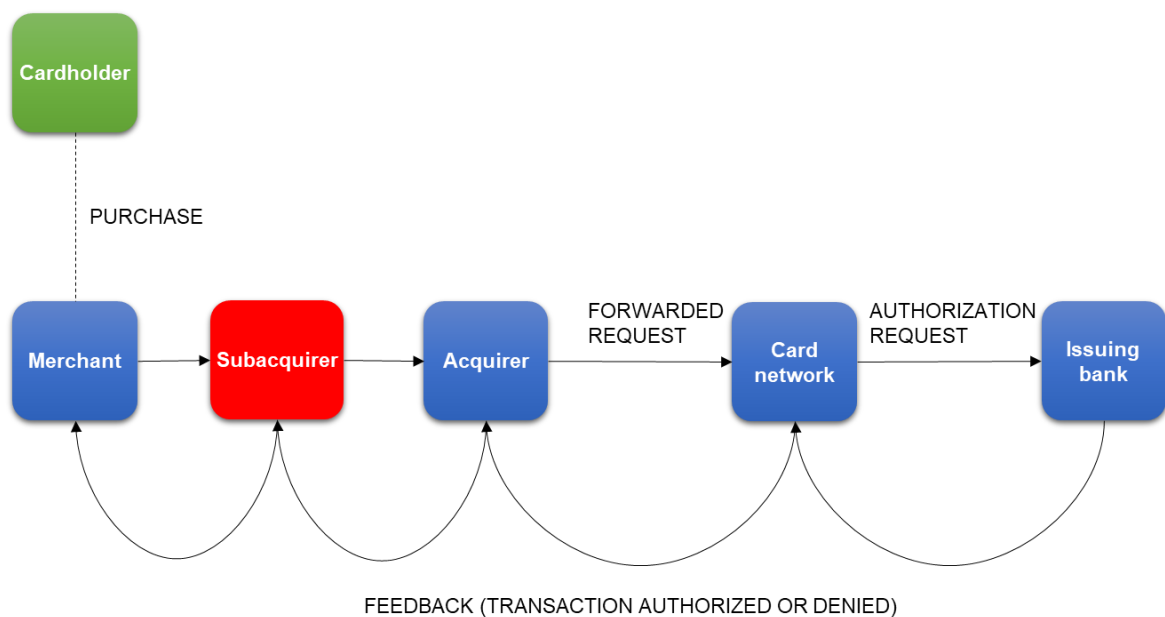 Cardholder
PURCHASE
Merchant
Subacquirer
Acquirer
FORWARDED
REQUEST
Card
network
AUTHORIZATION
REQUEST
Issuing
bank
FEEDBACK (TRANSACTION AUTHORIZED OR DENIED)